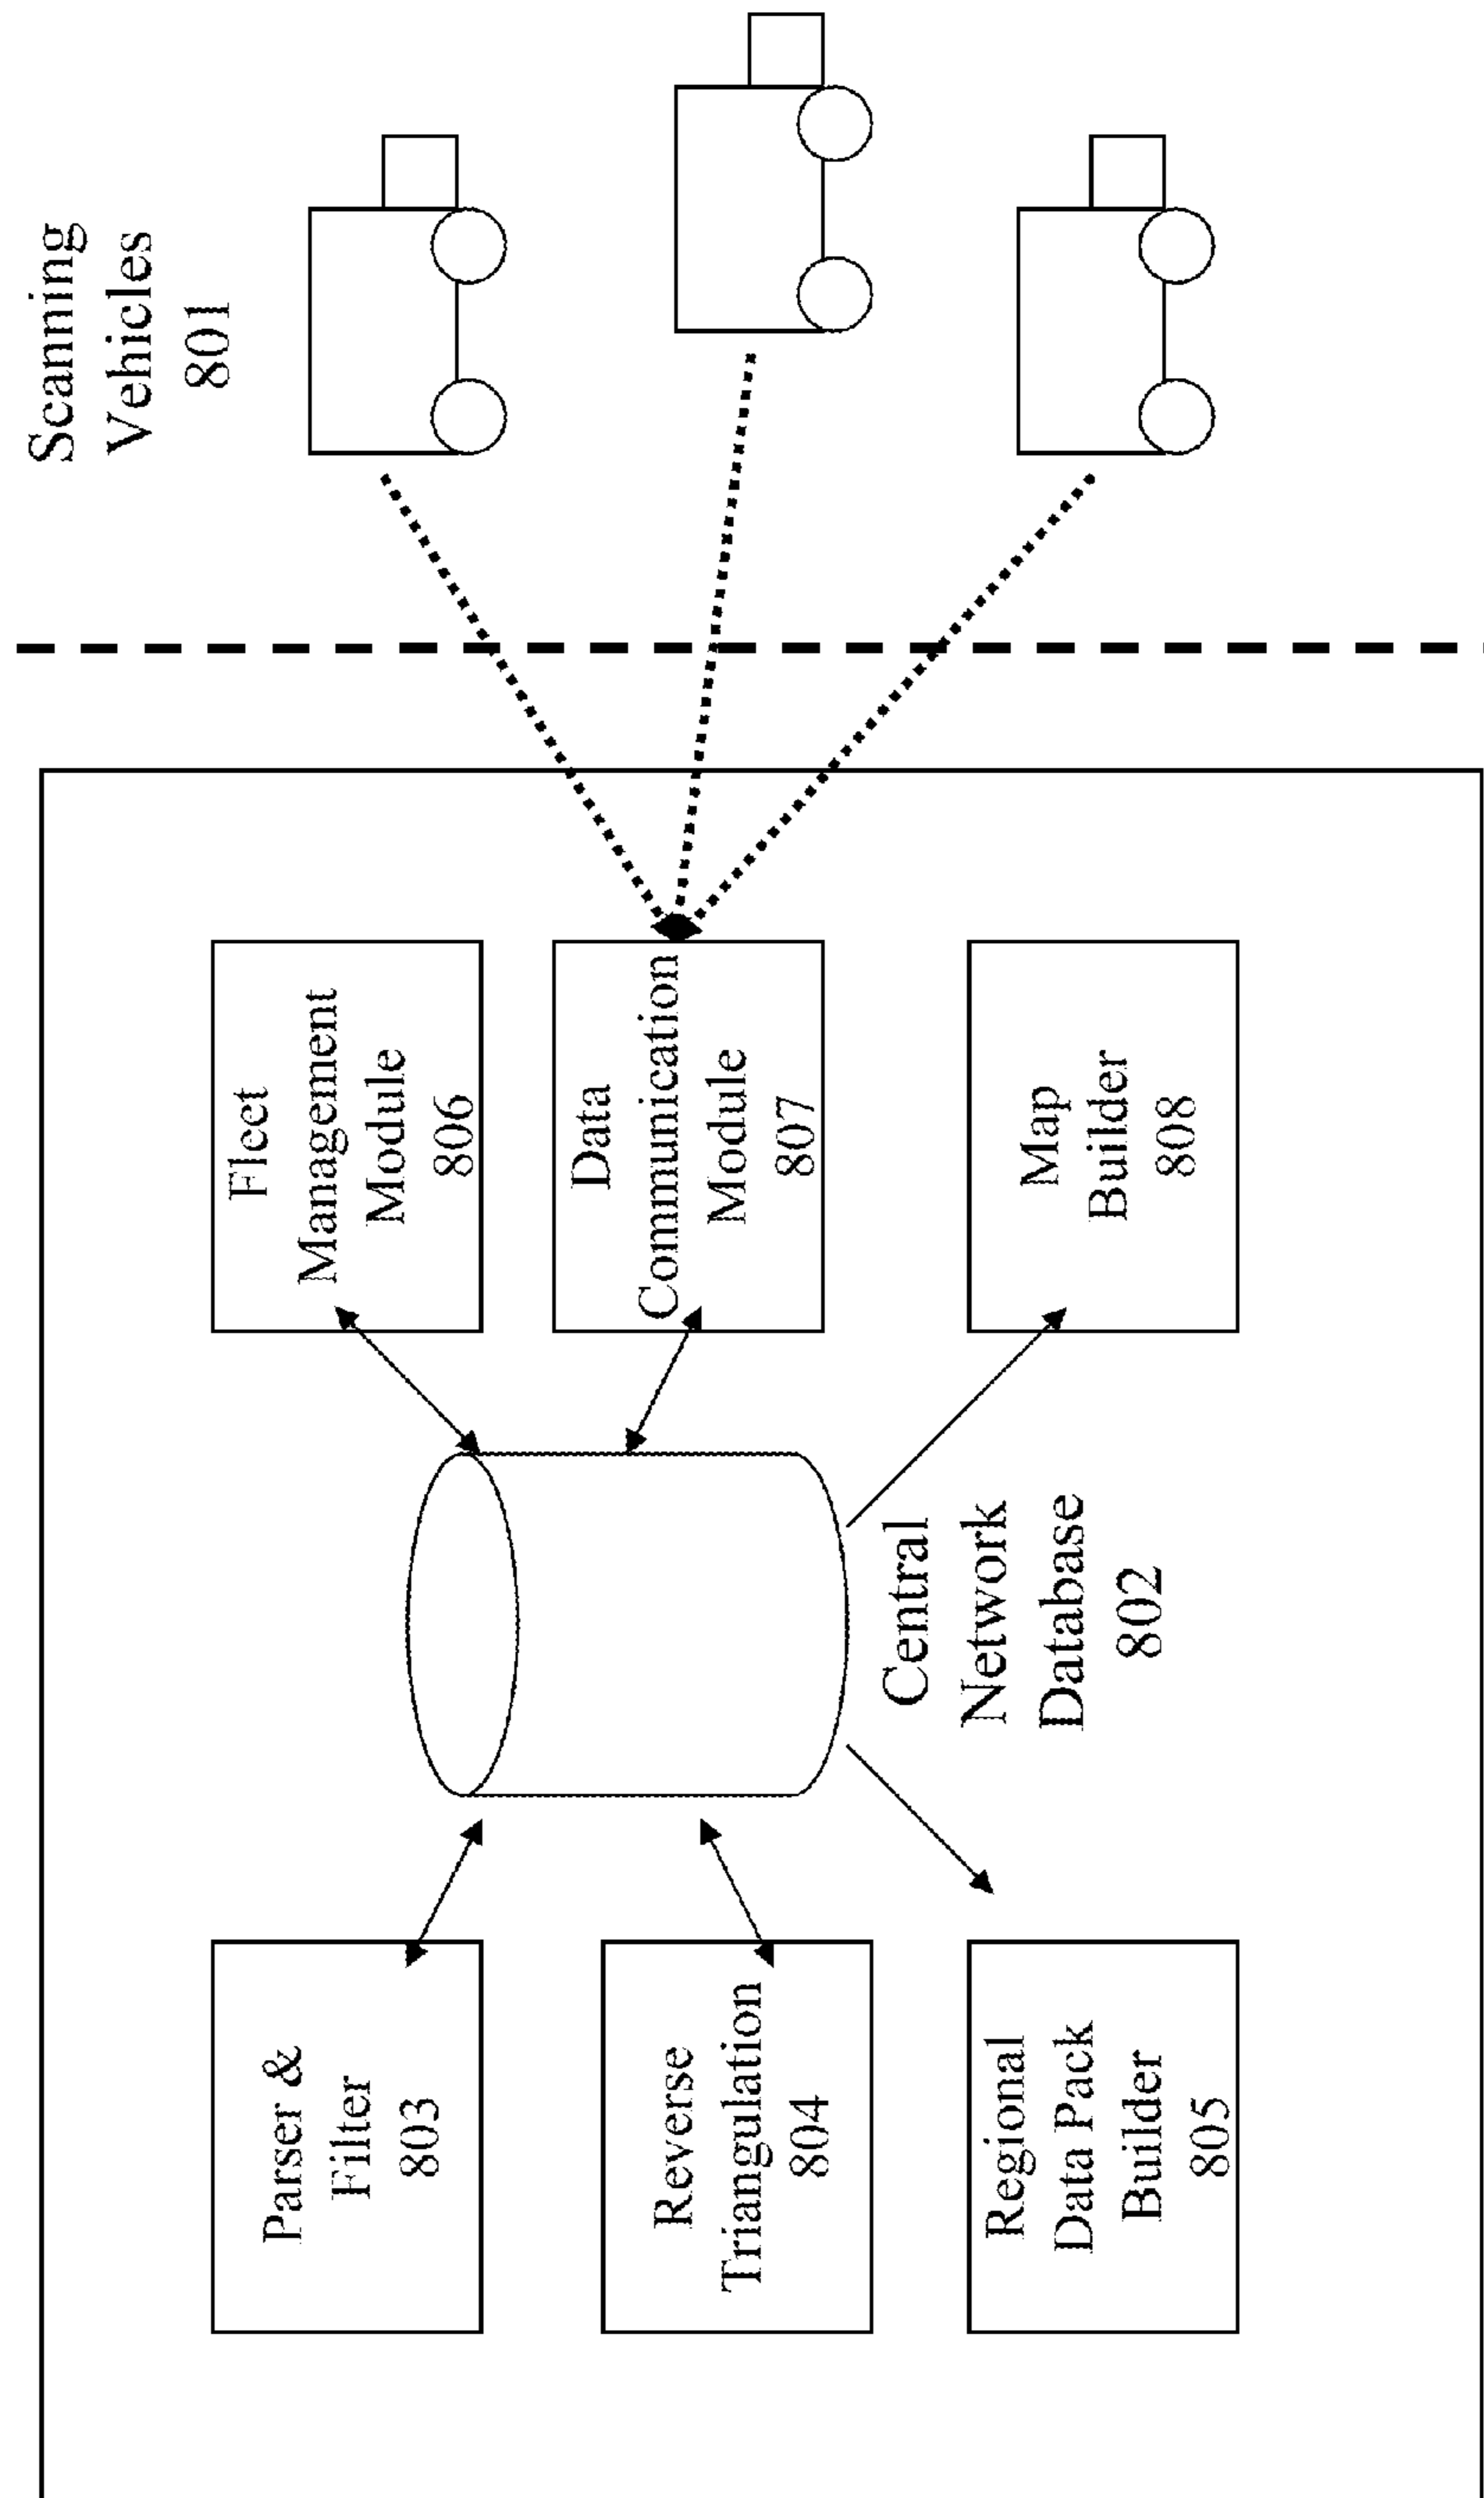 Scanning
Vehicles
801
Fleet
Management
Module
806
Data
Communication
Module
807
Map
Builder
808
Central
Network
Database
802
Parser &
Filter
803
Reverse
Triangulation
804
Regional
Data Pack
Builder
805